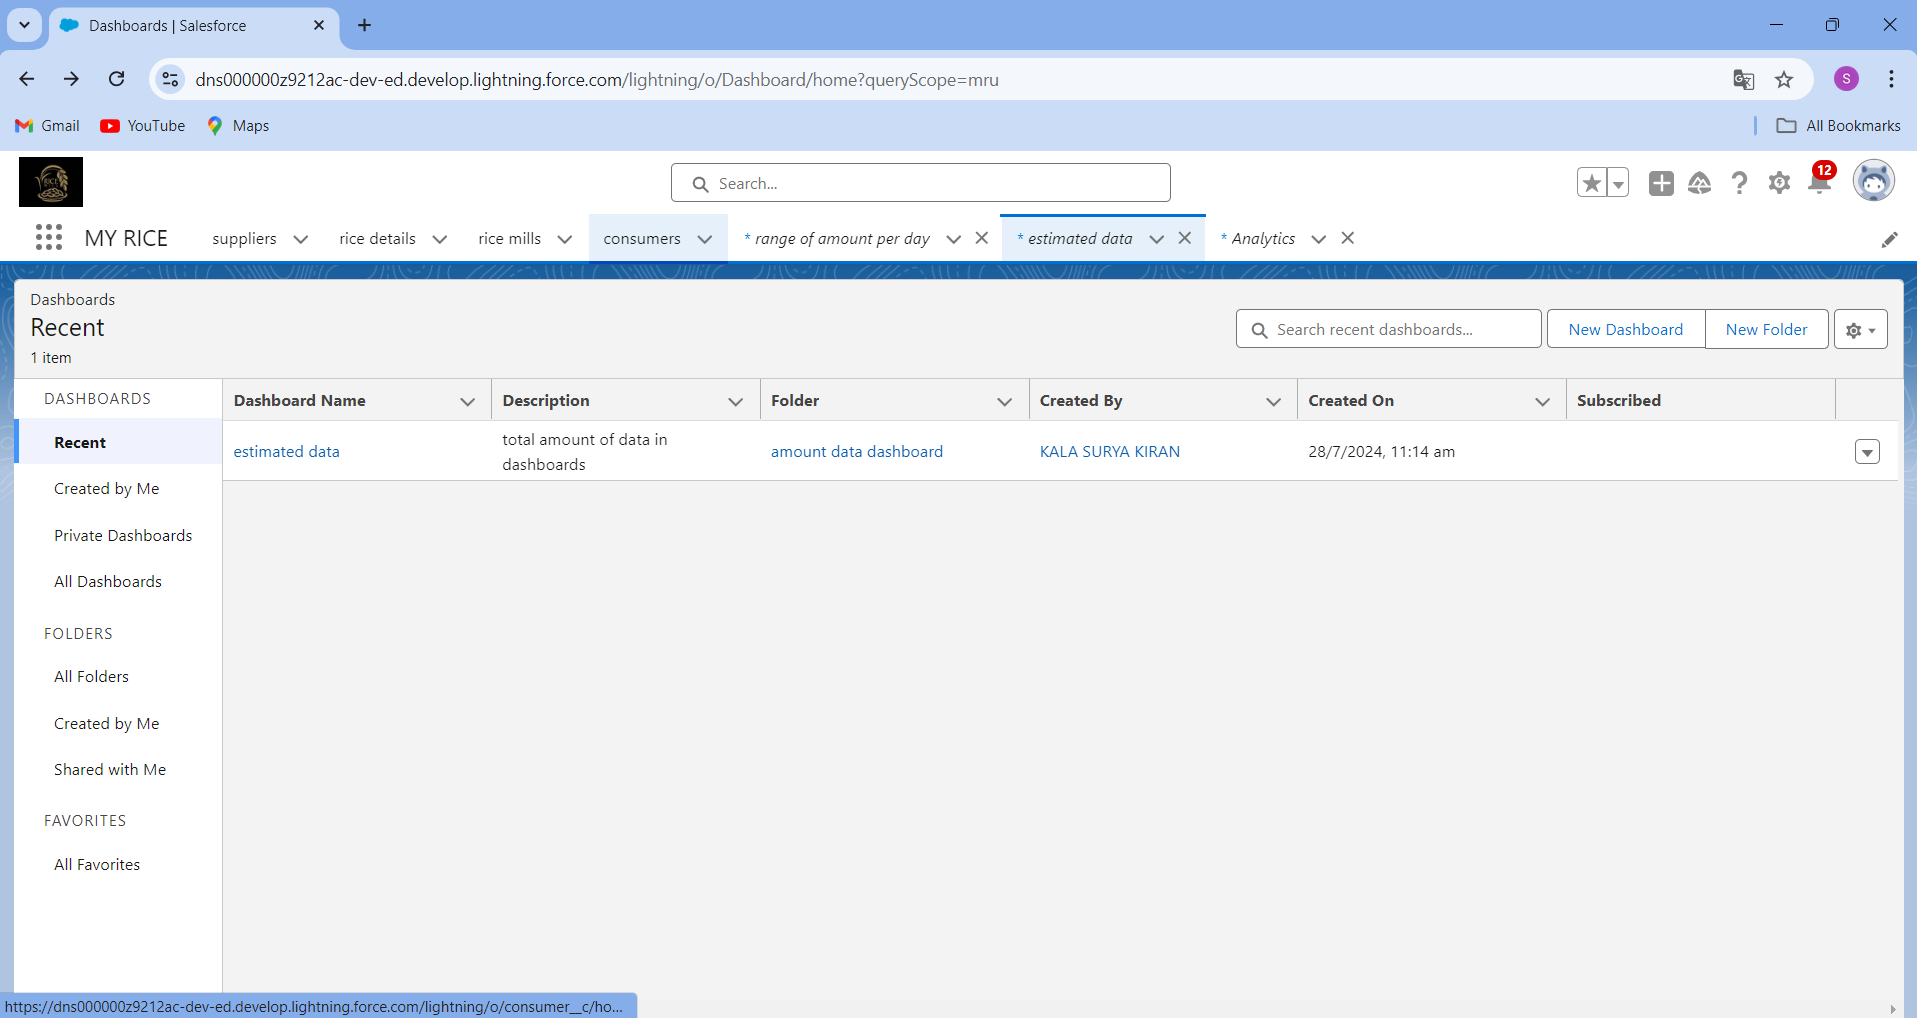 Dashboards | Salesforce
dns000000z9212ac-dev-ed.develop.lightning.force.com/lightning/o/Dashboard/home?queryScope=mru
S
Gmail
YouTube
Maps
All Bookmarks
RICE
Search...
12
MY RICE
suppliers
rice details
rice mills
consumers
* range of amount per day
* estimated data
* Analytics
Dashboards
Recent
1 item
Search recent dashboards...
New Dashboard
New Folder
DASHBOARDS
Recent
Created by Me
Private Dashboards
All Dashboards
FOLDERS
All Folders
Created by Me
Shared with Me
FAVORITES
All Favorites
Dashboard Name
Description
Folder
Created By
Created On
Subscribed
estimated data
total amount of data in
dashboards
amount data dashboard
KALA SURYA KIRAN
28/7/2024, 11:14 am
https://dns000000z9212ac-dev-ed.develop.lightning.force.com/lightning/o/consumer__c/ho...